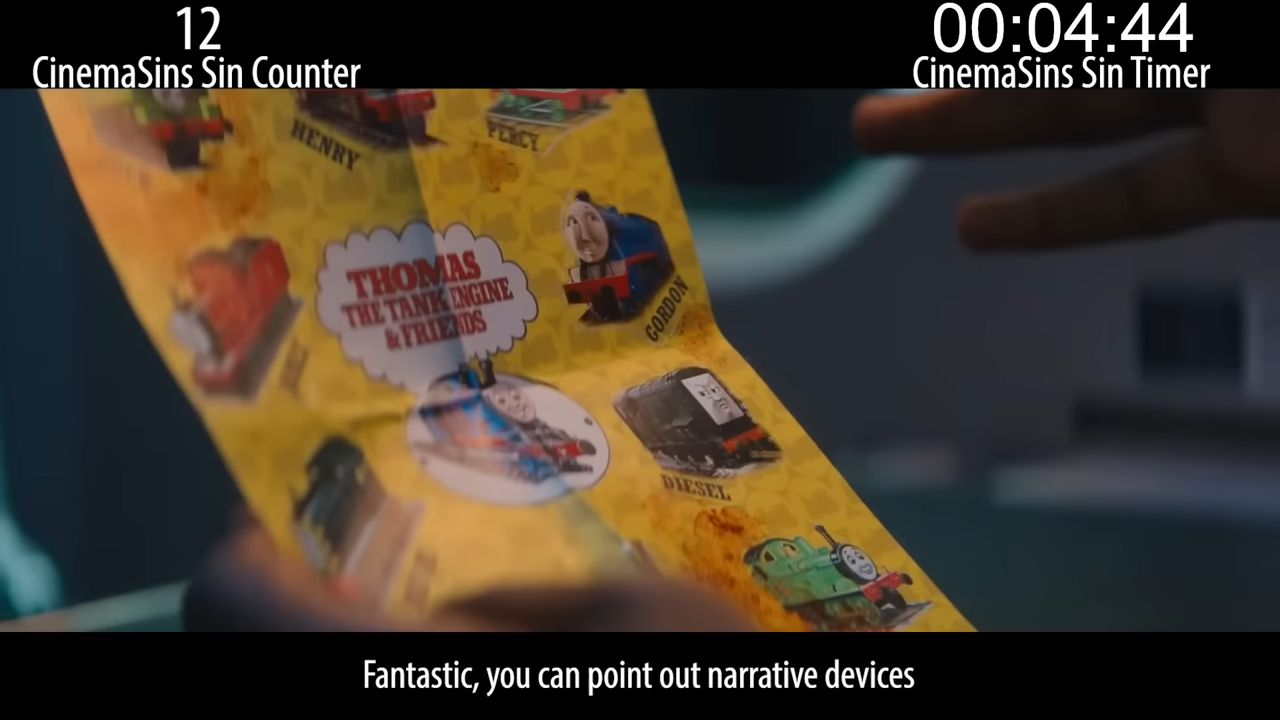 12
CinemaSins Sin Counter
00:04:44
CinemaSins Sin Timer
HENRY
PERCY
THOMAS
THE TANK ENGINE
& FRIENDS
GORDON
DIESEL
Fantastic, you can point out narrative devices